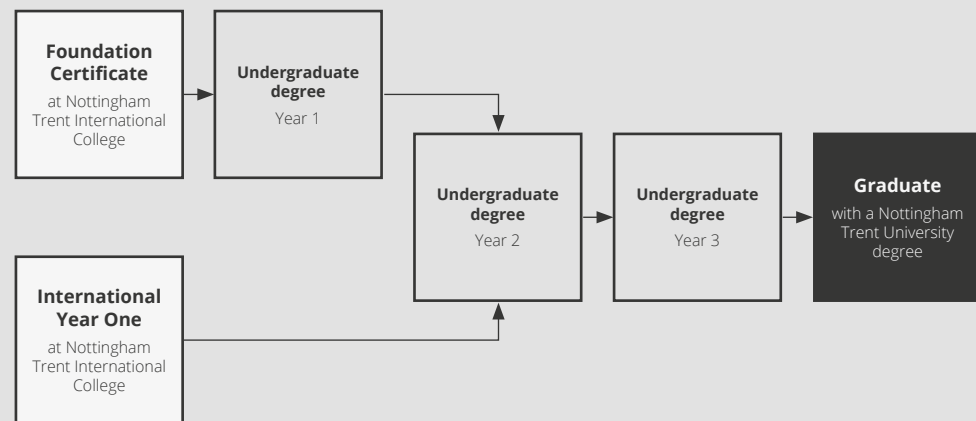 Foundation
Certificate
at Nottingham
Trent International
College
Undergraduate
degree
Year 1
Undergraduate
degree
Year 2
Undergraduate
degree
Year 3
Graduate
with a Nottingham
Trent University
degree
International
Year One
at Nottingham
Trent International
College